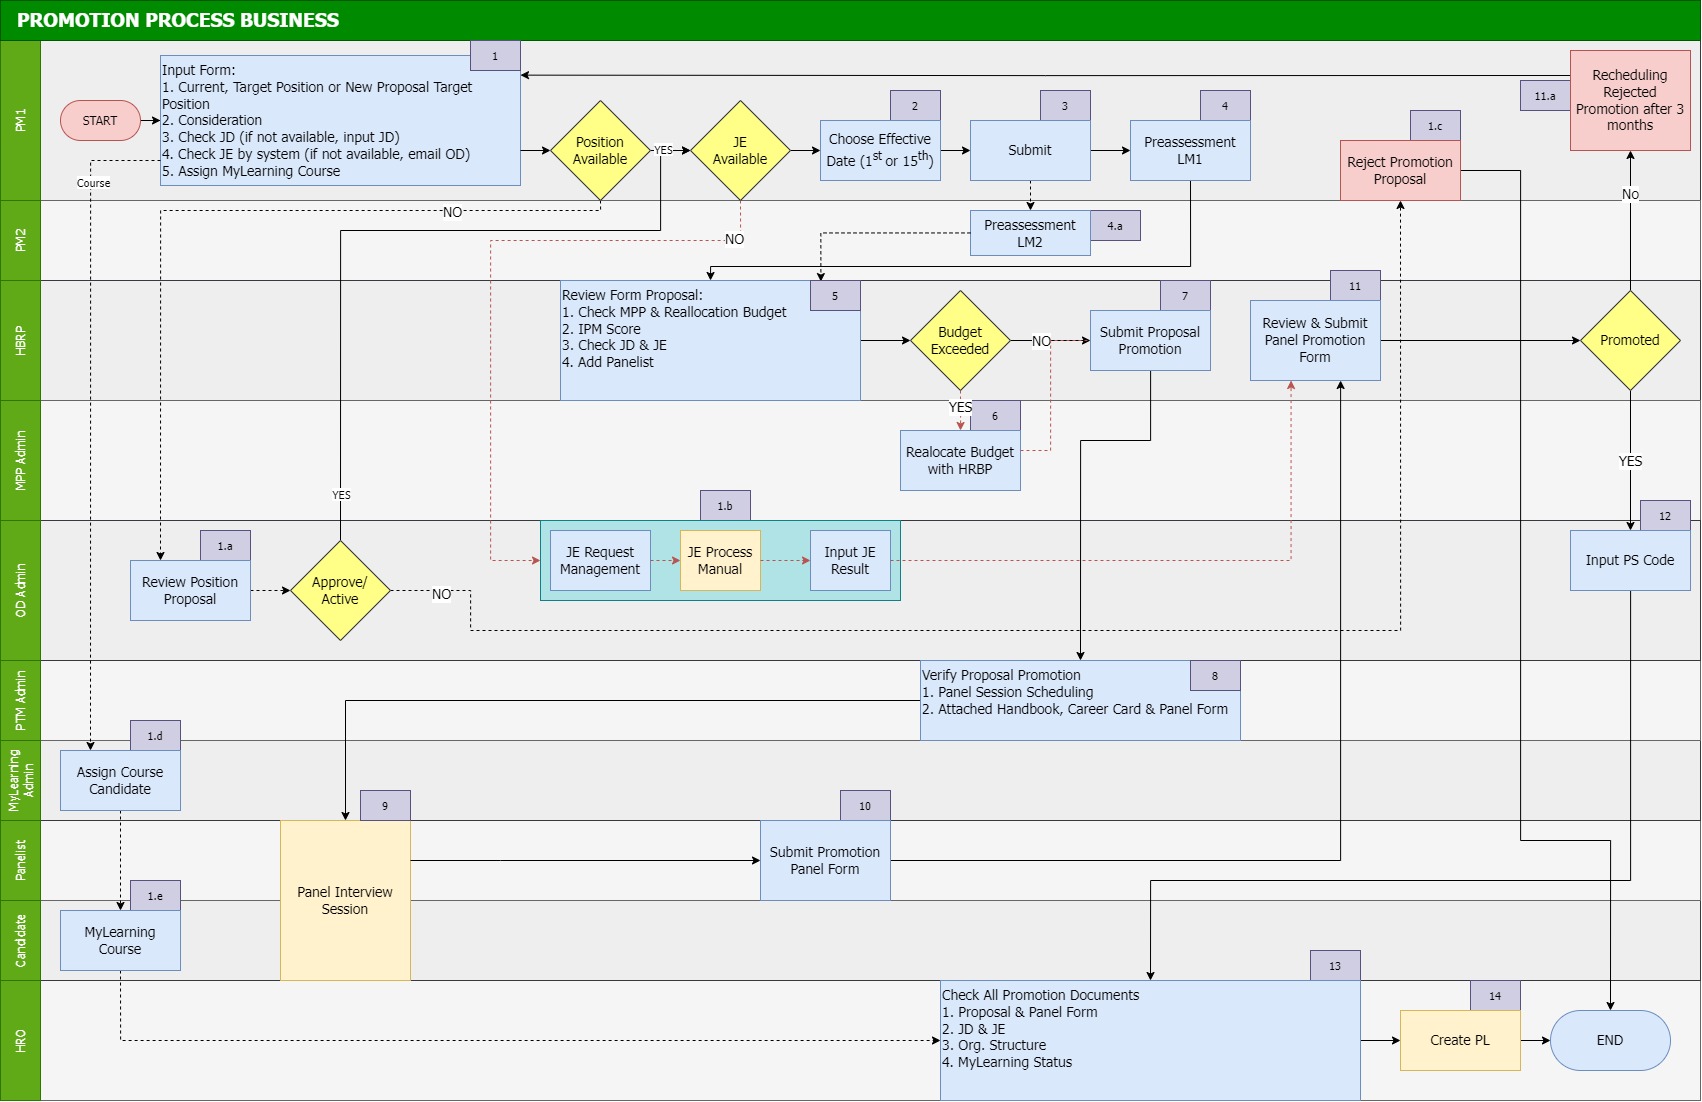 PROMOTION PROCESS BUSINESS
PM1
START
1
Input Form:
1. Current, Target Position or New Proposal Target
Position
2. Consideration
3. Check JD (if not available, input JD)
4. Check JE by system (if not available, email OD)
5. Assign MyLearning Course
Course
Position
Available
YES
JE
Available
2
Choose Effective
Date (1st or 15th)
3
Submit
4
Preassessment
LM1
1.c
Reject Promotion
Proposal
11.a
Recheduling
Rejected
Promotion after 3
months
No
PM2
NO
NO
Preassessment
LM2
4.a
HBRP
5
Review Form Proposal:
1. Check MPP & Reallocation Budget
2. IPM Score
3. Check JD & JE
4. Add Panelist
Budget
Exceeded
NO
7
Submit Proposal
Promotion
11
Review & Submit
Panel Promotion
Form
Promoted
MPP Admin
YES
6
Realocate Budget
with HRBP
YES
YES
OD Admin
1.a
Review Position
Proposal
Approve/
Active
NO
1.b
JE Request
Management
JE Process
Manual
Input JE
Result
12
Input PS Code
PTM Admin
8
Verify Proposal Promotion
1. Panel Session Scheduling
2. Attached Handbook, Career Card & Panel Form
MyLearning
Admin
1.d
Assign Course
Candidate
Panelist
9
Panel Interview
Session
10
Submit Promotion
Panel Form
Candidate
1.e
MyLearning
Course
HRO
13
Check All Promotion Documents
1. Proposal & Panel Form
2. JD & JE
3. Org. Structure
4. MyLearning Status
14
Create PL
END